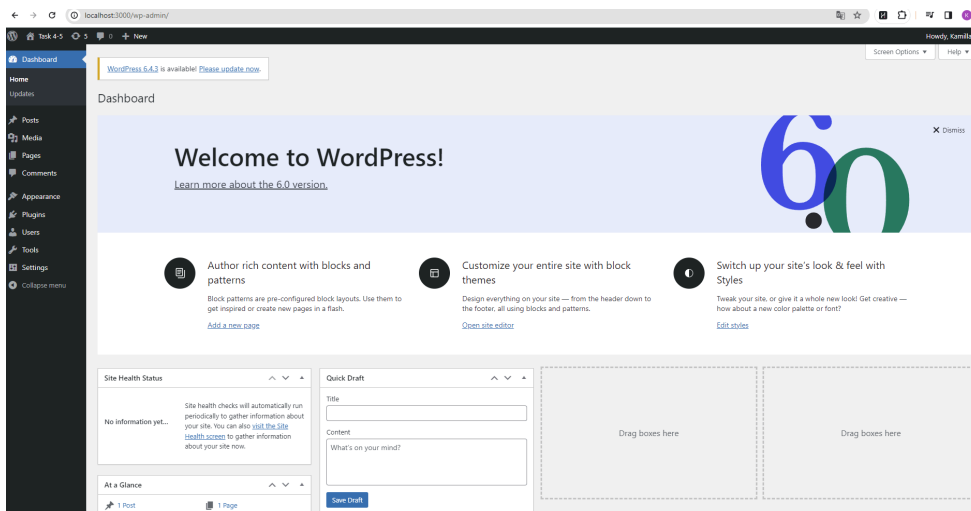 localhost:3000/wp-admin/
Task 4-5 5 0 + New
Howdy, Kamilla
Screen Options ▼ Help ▼
Dashboard
Home
Updates
Posts
Media
Pages
Comments
Appearance
Plugins
Users
Tools
Settings
Collapse menu
WordPress 6.4.3 is available! Please update now.
Dashboard
Dismiss
Welcome to WordPress!
Learn more about the 6.0 version.
6.0
Author rich content with blocks and
patterns
Block patterns are pre-configured block layouts. Use them to
get inspired or create new pages in a flash.
Add a new page
Customize your entire site with block
themes
Design everything on your site — from the header down to
the footer, all using blocks and patterns.
Open site editor
Switch up your site's look & feel with
Styles
Tweak your site, or give it a whole new look! Get creative —
how about a new color palette or font?
Edit styles
Site Health Status
No information yet...
Site health checks will automatically run
periodically to gather information about
your site. You can also visit the Site
Health screen to gather information
about your site now.
At a Glance
1 Post
1 Page
Quick Draft
Title
Content
What's on your mind?
Save Draft
Drag boxes here
Drag boxes here